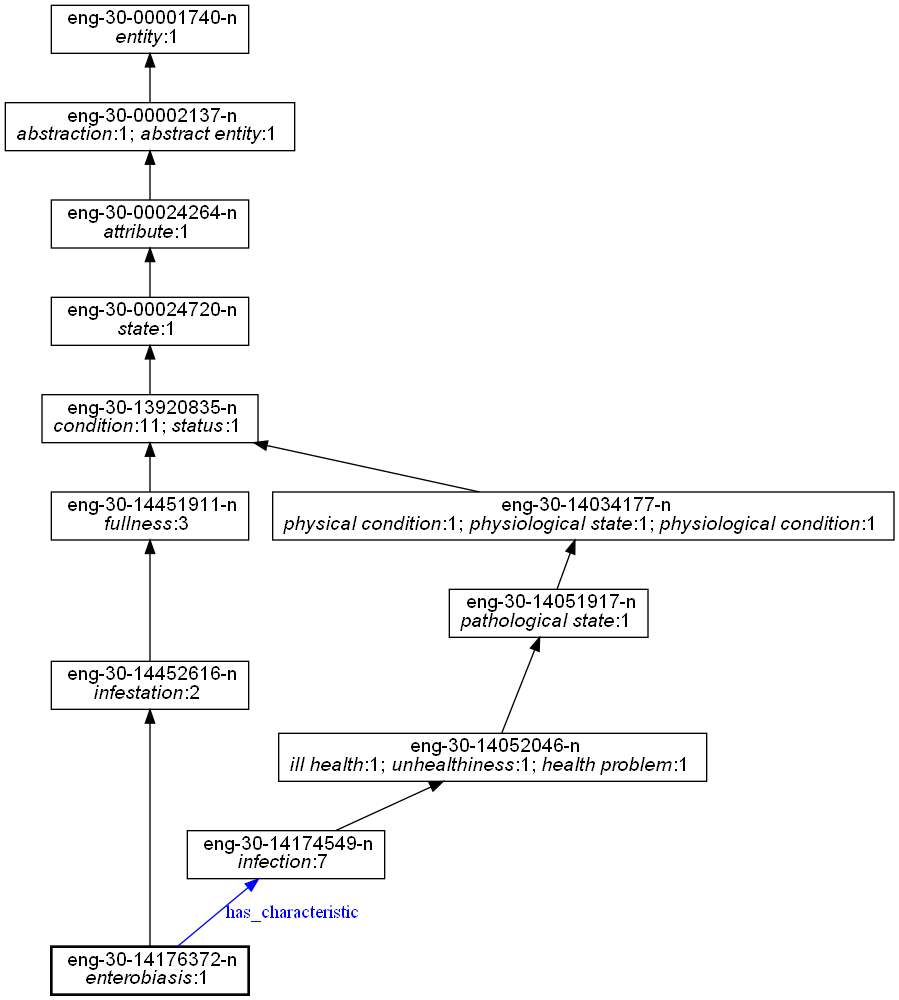 eng-30-00001740-n
entity:1
eng-30-00002137-n
abstraction:1; abstract entity:1
eng-30-00024264-n
attribute:1
eng-30-00024720-n
state:1
eng-30-13920835-n
condition:11; status:1
eng-30-14451911-n
fullness:3
eng-30-14034177-n
physical condition:1; physiological state:1; physiological condition:1
eng-30-14051917-n
pathological state:1
eng-30-14452616-n
infestation:2
eng-30-14052046-n
ill health:1; unhealthiness:1; health problem:1
eng-30-14174549-n
infection:7
has_characteristic
eng-30-14176372-n
enterobiasis:1